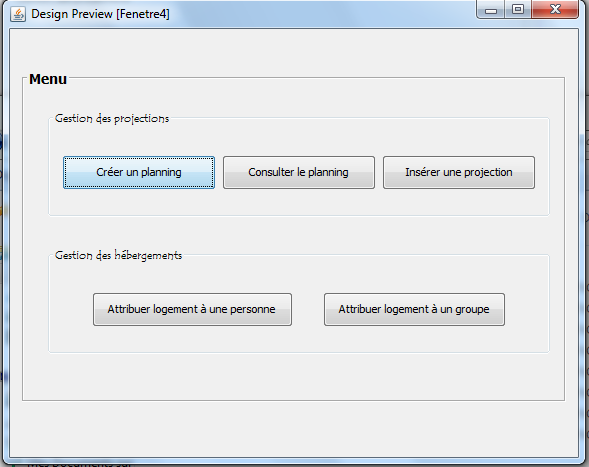 Design Preview [Fenetre4]
Menu
Gestion des projections
Créer un planning
Consulter le planning
Insérer une projection
Gestion des hébergements
Attribuer logement à une personne
Attribuer logement à un groupe